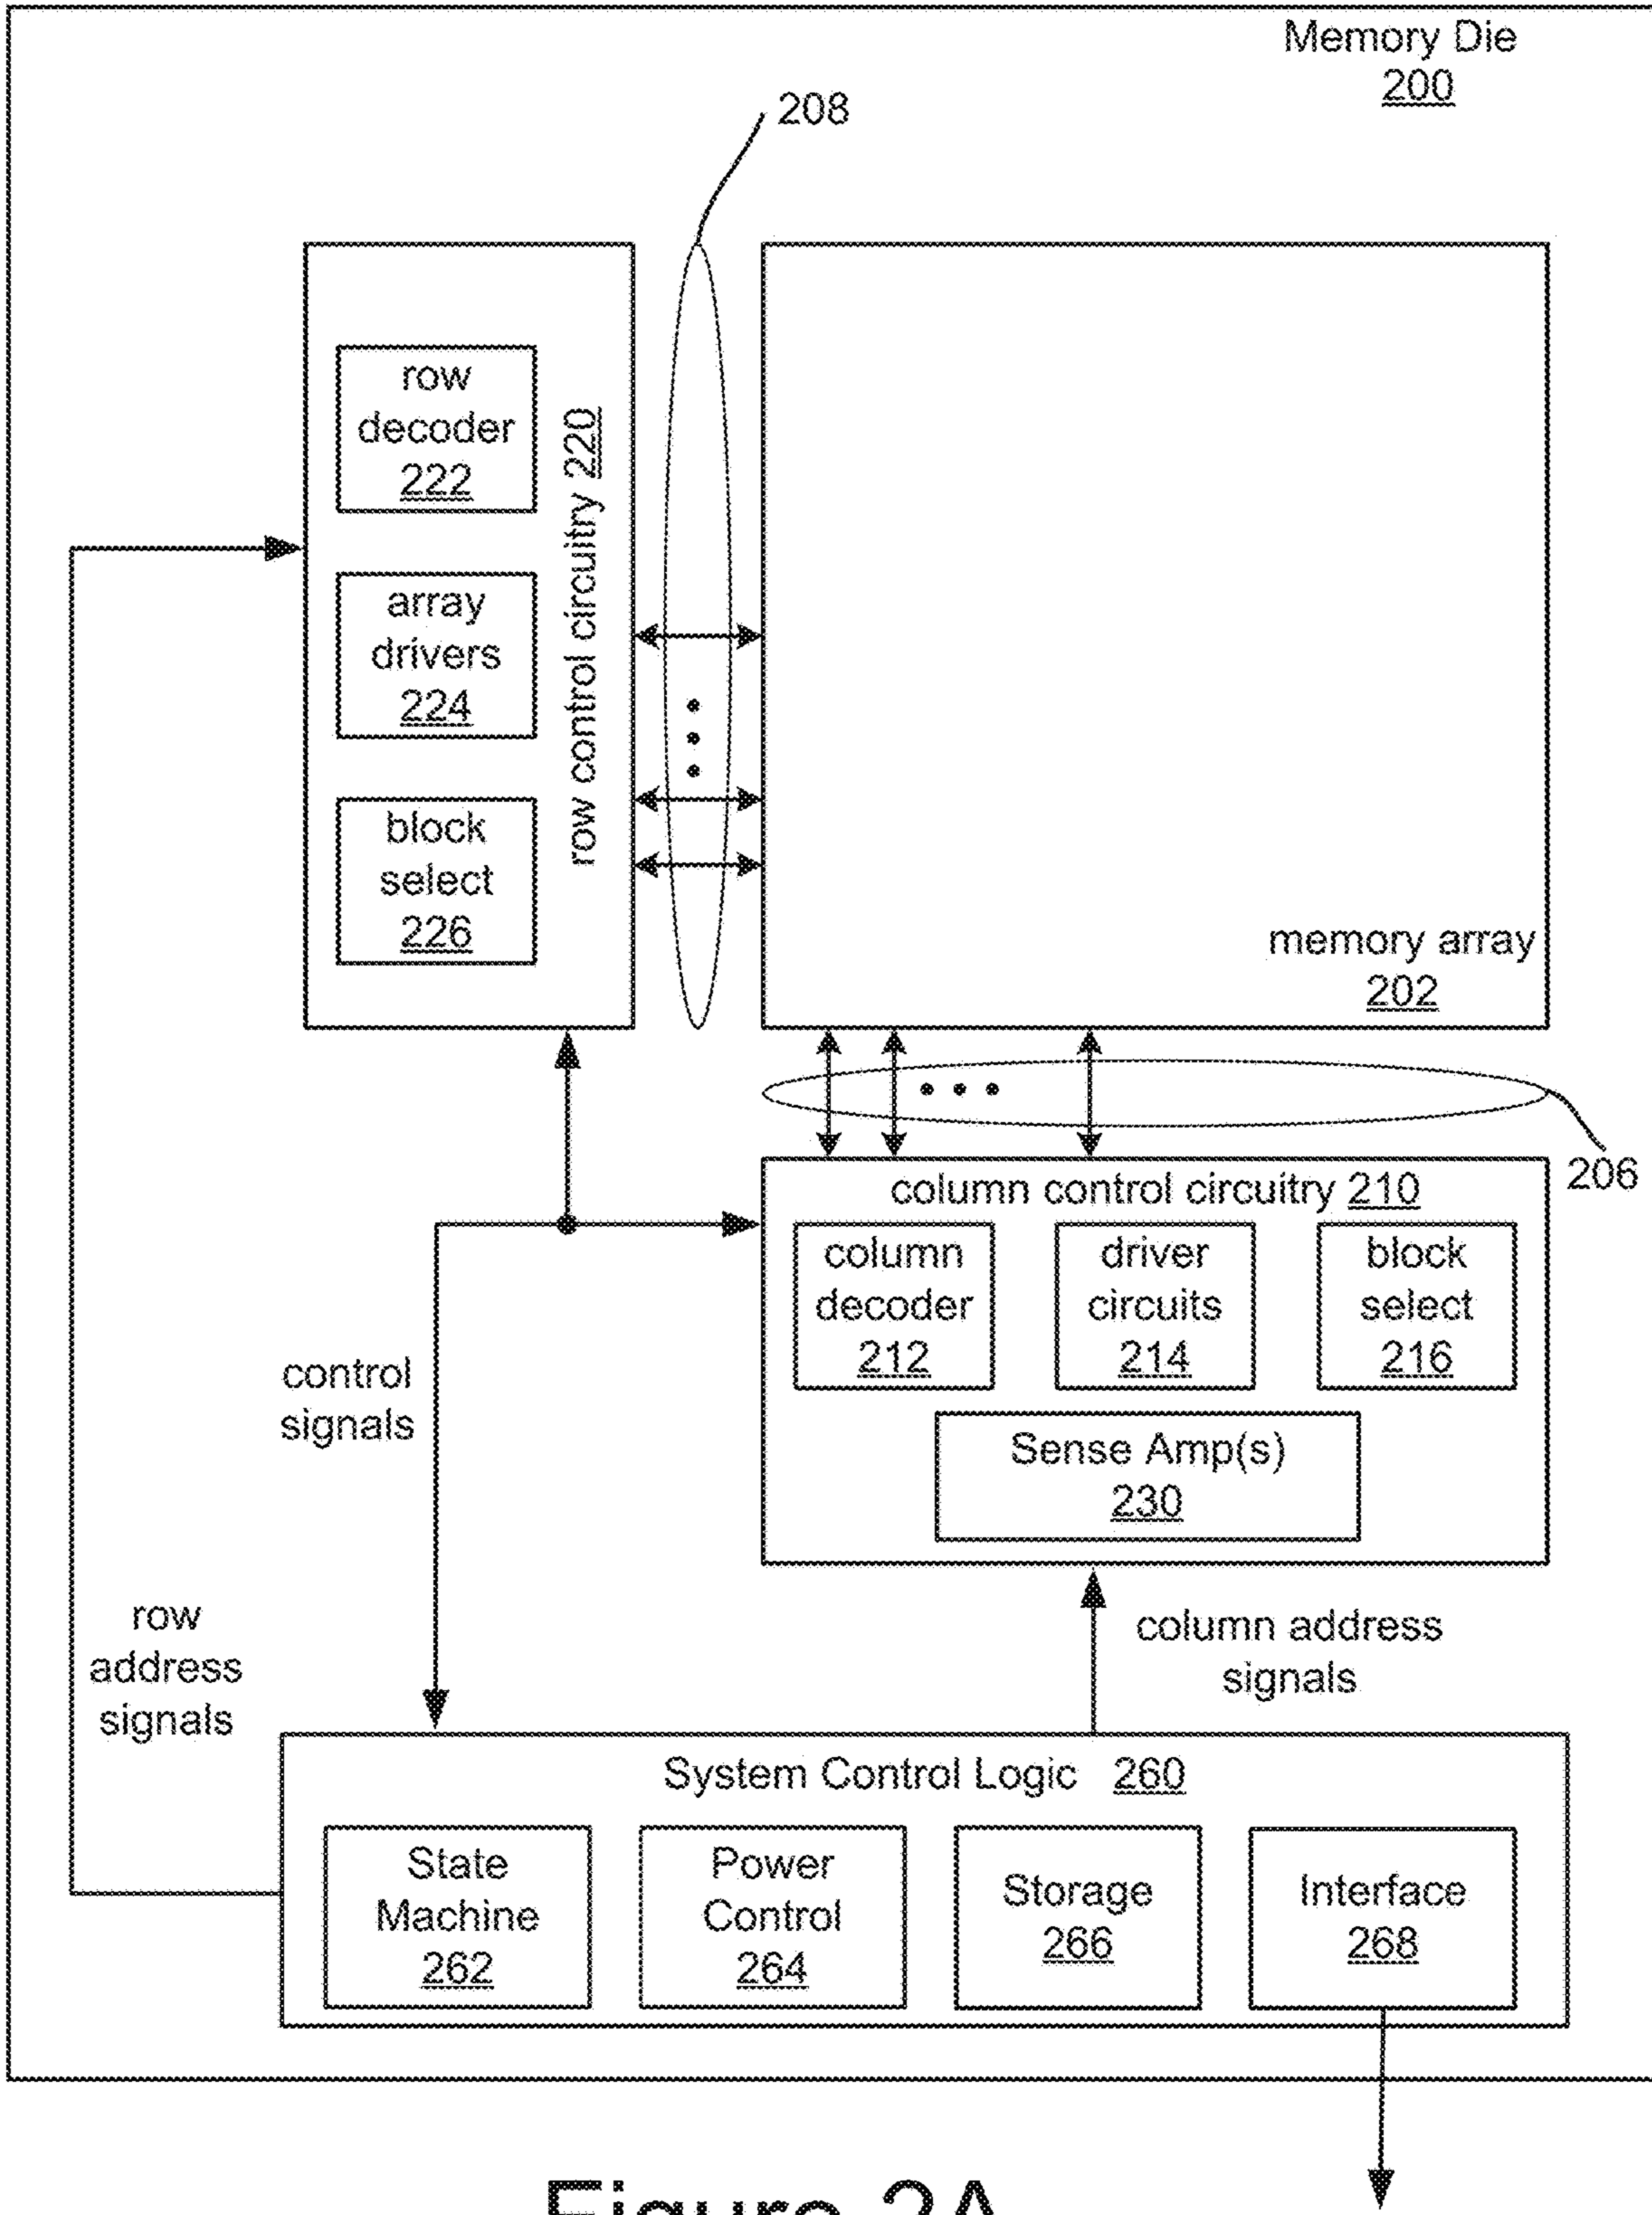 Memory Die
200
208
row
decoder
222
array
drivers
224
block
select
226
row control circuitry 220
memory array
202
206
column control circuitry 210
column
decoder
212
driver
circuits
214
block
select
216
Sense Amp(s)
230
control
signals
row
address
signals
column address
signals
System Control Logic 260
State
Machine
262
Power
Control
264
Storage
266
Interface
268
Figure 2A